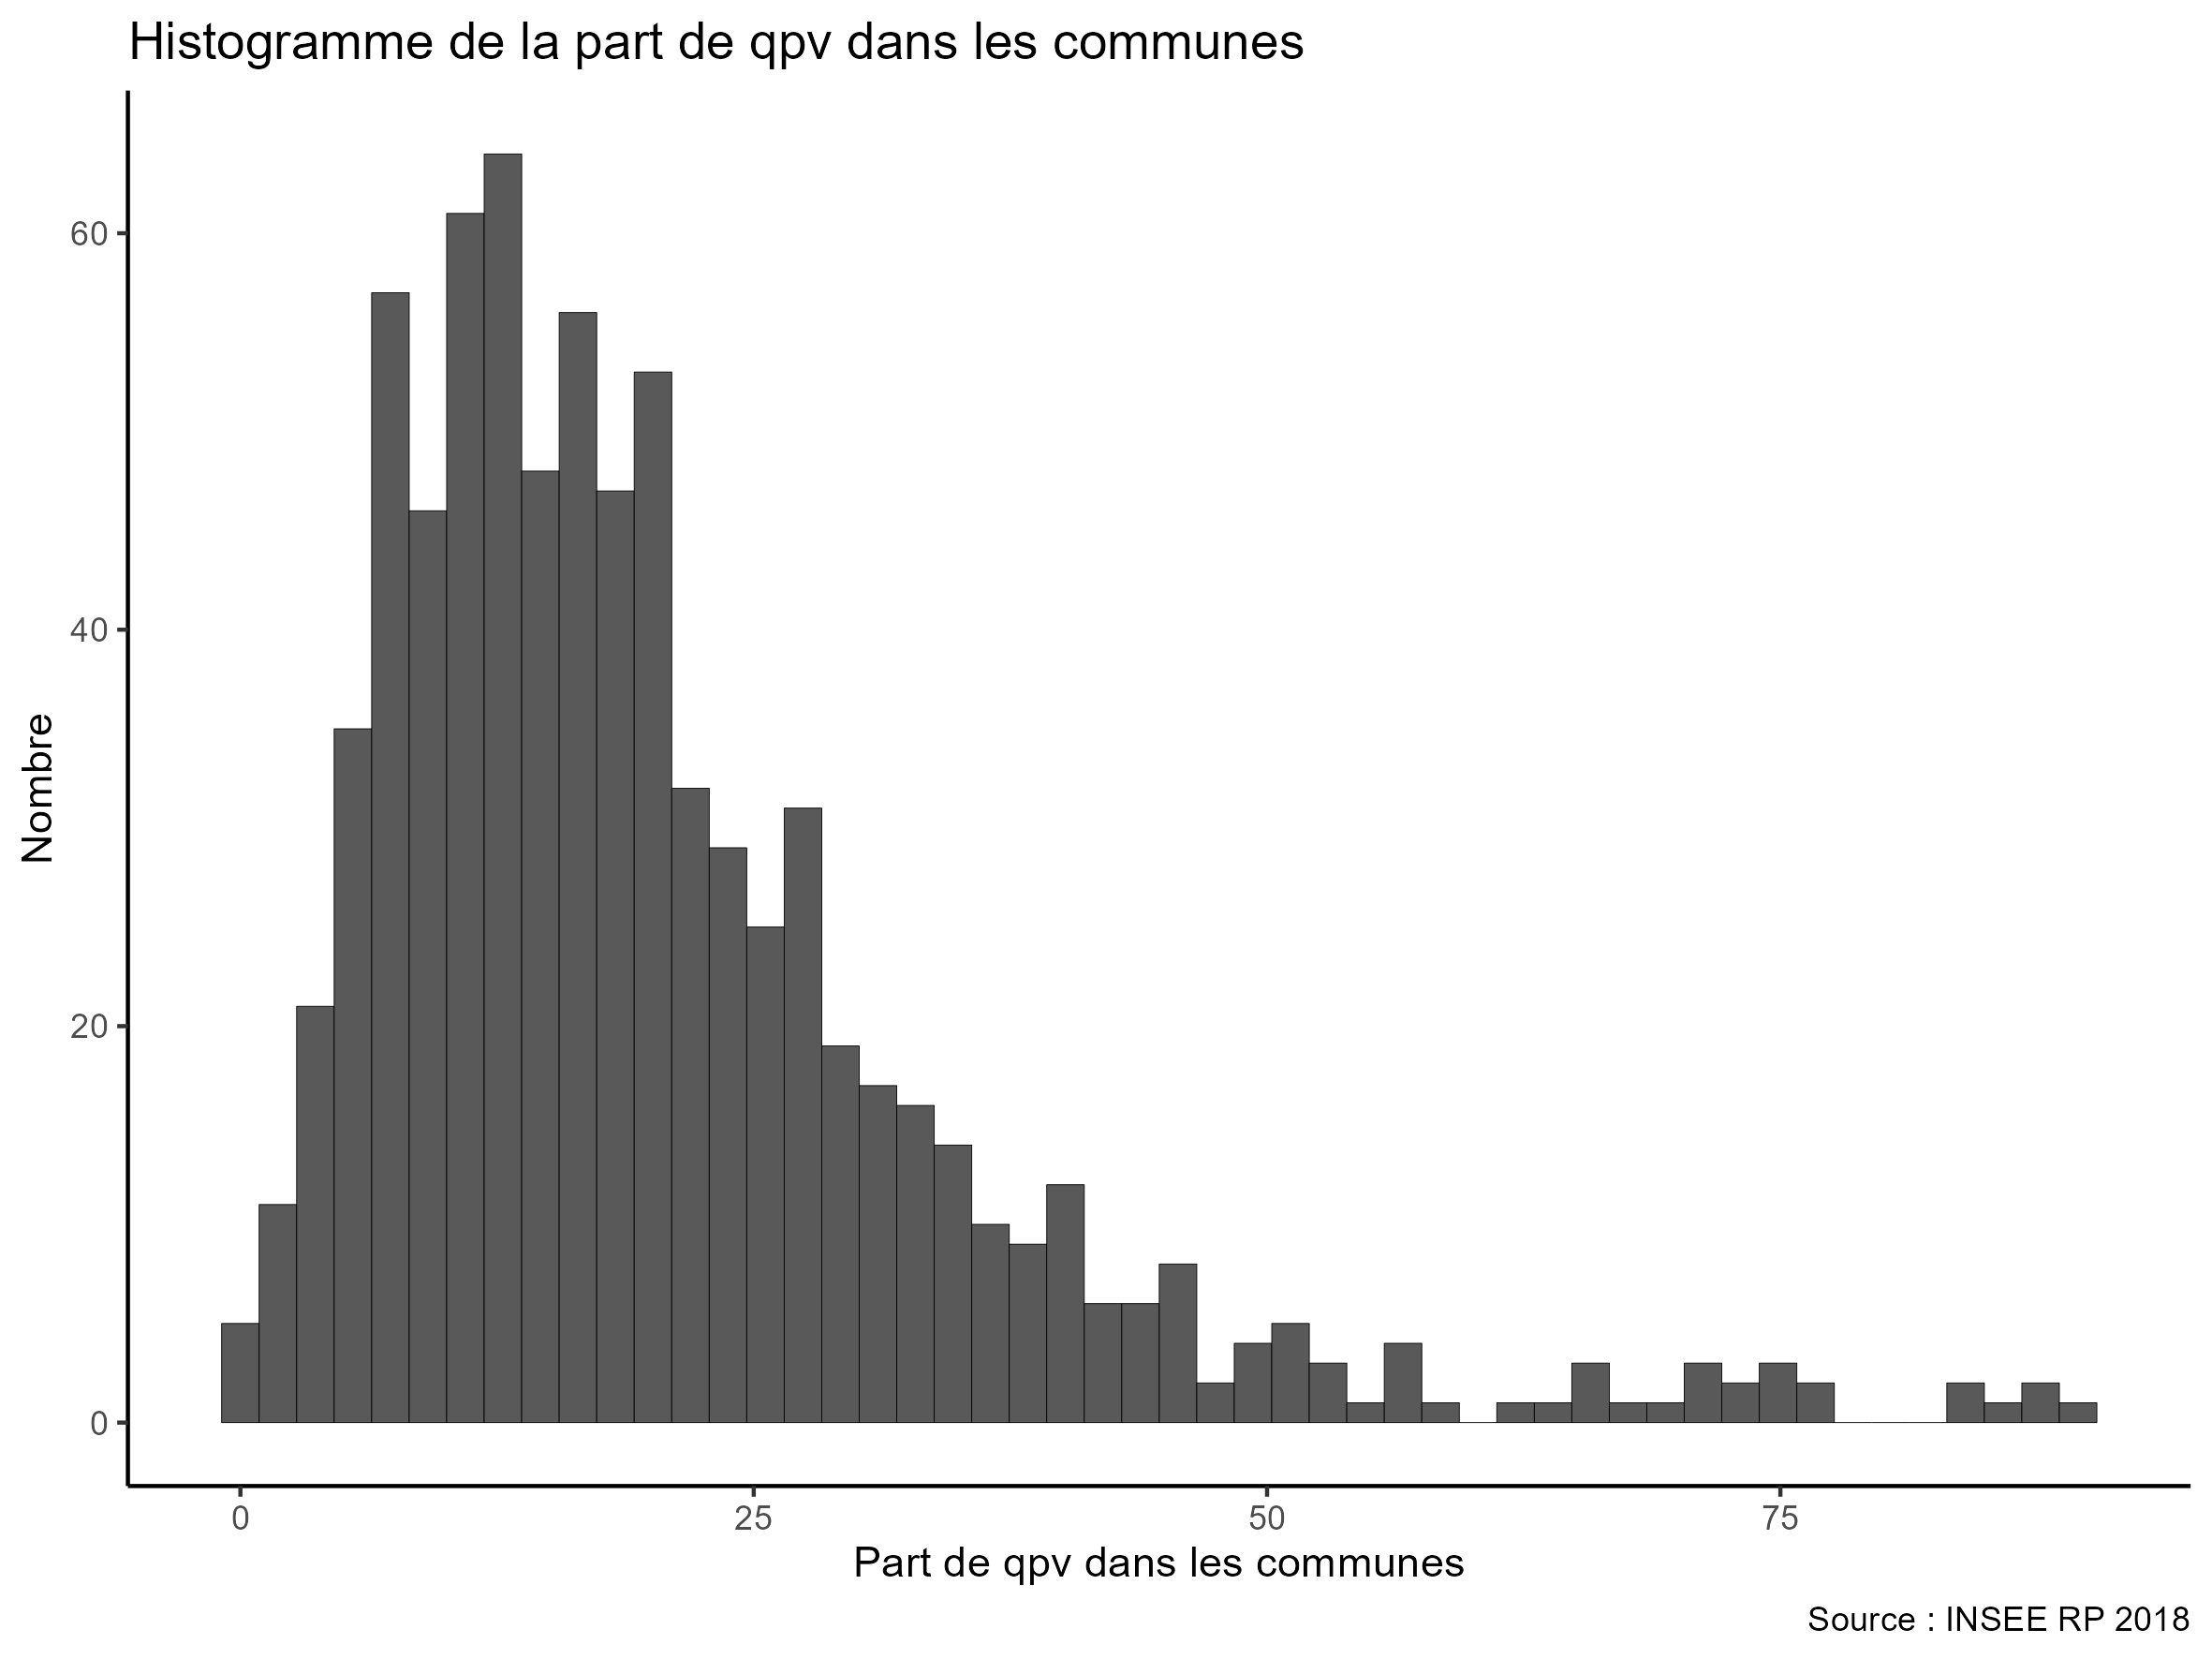 Histogramme de la part de qpv dans les communes
60
40
20
0
Nombre
0 25 50 75
Part de qpv dans les communes
Source : INSEE RP 2018